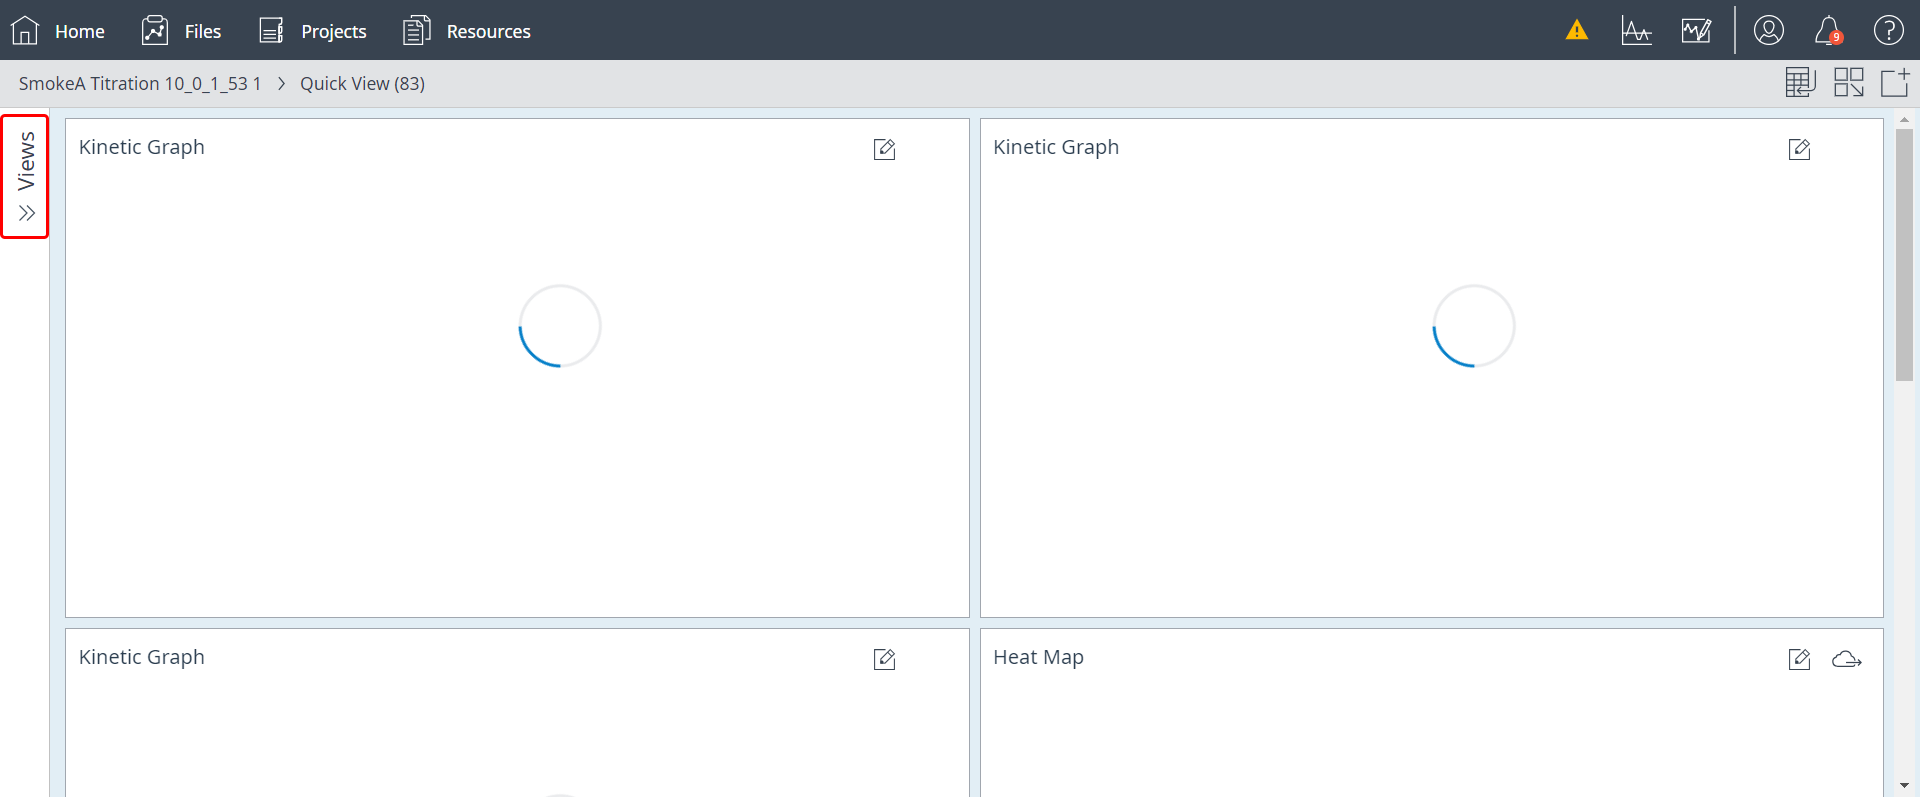 Home Files Projects Resources
9
SmokeA Titration 10_0_1_53 1 > Quick View (83)
Views
Kinetic Graph
Kinetic Graph
Kinetic Graph
Heat Map